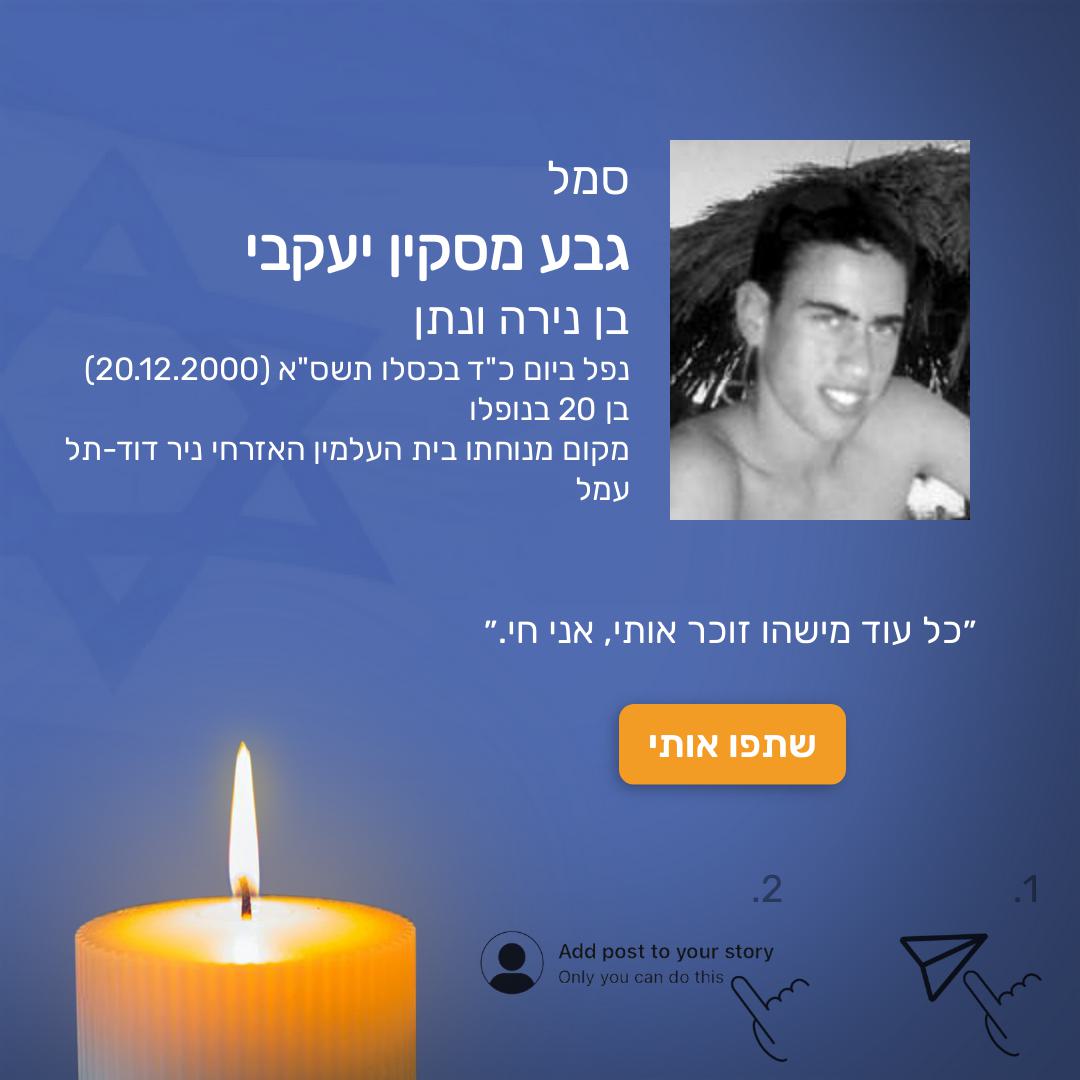 סמל
גבע מסקין יעקבי
בן נירה ונתן
נפל ביום כ"ד בכסלו תשס"א (20.12.2000)
בן 20 בנופלו
מקום מנוחתו בית העלמין האזרחי ניר דוד-תל
עמל
״כל עוד מישהו זוכר אותי, אני חי.״
שתפו אותי
1.
2.
Add post to your story
Only you can do this